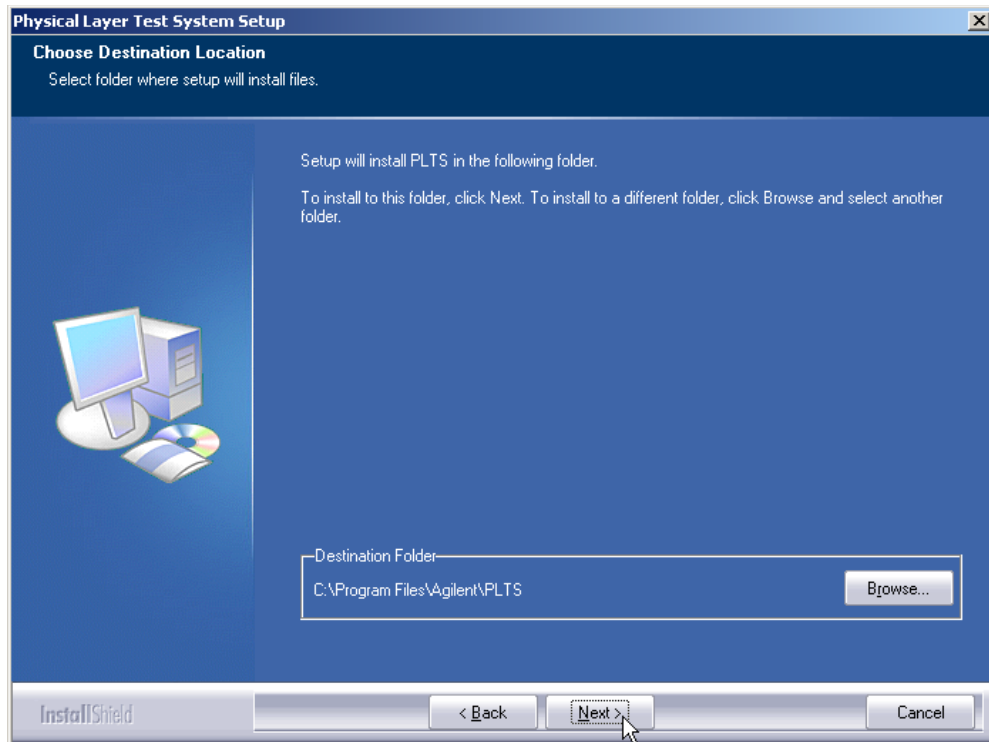 Physical Layer Test System Setup
Choose Destination Location
Select folder where setup will install files.
Setup will install PLTS in the following folder.
To install to this folder, click Next. To install to a different folder, click Browse and select another
folder.
Destination Folder
C:\Program Files\Agilent\PLTS
Browse...
InstallShield
< Back
Next >
Cancel